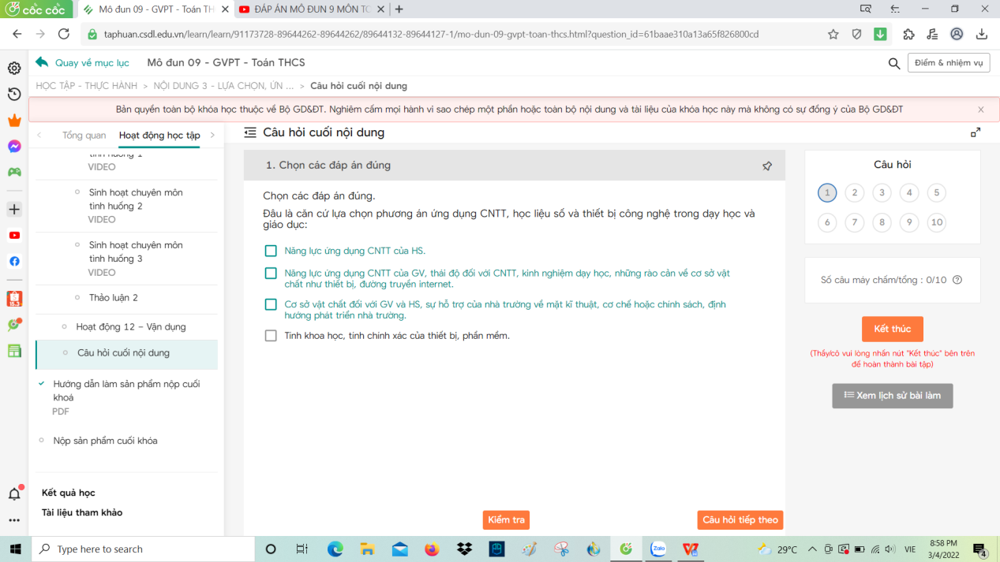 cốc cốc
Mô đun 09 - GVPT - Toán TH
ĐÁP ÁN MÔ ĐUN 9 MÔN TO
taphuan.csdl.edu.vn/learn/learn/91173728-89644262-89644262/89644132-89644127-1/mo-dun-09-gvpt-toan-thcs.html?question_id=61baae310a13a65f826800cd
Quay về mục lục
Mô đun 09 - GVPT - Toán THCS
Điểm & nhiệm vụ
HỌC TẬP - THỰC HÀNH > NỘI DUNG 3 - LỰA CHỌN, ỨN ... > Câu hỏi cuối nội dung
Bản quyền toàn bộ khóa học thuộc về Bộ GD&ĐT. Nghiêm cấm mọi hành vi sao chép một phần hoặc toàn bộ nội dung và tài liệu của khóa học này mà không có sự đồng ý của Bộ GD&ĐT
Tổng quan
Hoạt động học tập
tình huống 1
VIDEO
Sinh hoạt chuyên môn
tình huống 2
VIDEO
Sinh hoạt chuyên môn
tình huống 3
VIDEO
Thảo luận 2
Hoạt động 12 – Vận dụng
Câu hỏi cuối nội dung
Hướng dẫn làm sản phẩm nộp cuối
khoá
PDF
Nộp sản phẩm cuối khóa
Kết quả học
Tài liệu tham khảo
Câu hỏi cuối nội dung
1. Chọn các đáp án đúng
Chọn các đáp án đúng.
Đâu là căn cứ lựa chọn phương án ứng dụng CNTT, học liệu số và thiết bị công nghệ trong dạy học và
giáo dục:
Năng lực ứng dụng CNTT của HS.
Năng lực ứng dụng CNTT của GV, thái độ đối với CNTT, kinh nghiệm dạy học, những rào cản về cơ sở vật
chất như thiết bị, đường truyền internet.
Cơ sở vật chất đối với GV và HS, sự hỗ trợ của nhà trường về mặt kĩ thuật, cơ chế hoặc chính sách, định
hướng phát triển nhà trường.
Tính khoa học, tính chính xác của thiết bị, phần mềm.
Kiểm tra
Câu hỏi tiếp theo
Câu hỏi
1 2 3 4 5
6 7 8 9 10
Số câu máy chấm/tổng : 0/10
Kết thúc
(Thầy/cô vui lòng nhấn nút "Kết thúc" bên trên
để hoàn thành bài tập)
Xem lịch sử bài làm
Type here to search
Zalo
29°C
VIE
8:58 PM
3/4/2022
4